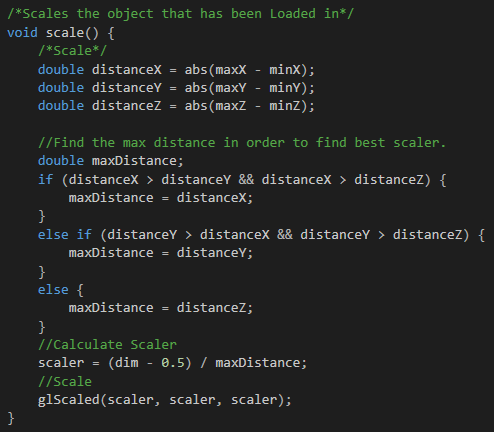 /*Scales the object that has been Loaded in*/
void scale() {
    /*Scale*/
    double distanceX = abs(maxX - minX);
    double distanceY = abs(maxY - minY);
    double distanceZ = abs(maxZ - minZ);

    //Find the max distance in order to find best scaler.
    double maxDistance;
    if (distanceX > distanceY && distanceX > distanceZ) {
        maxDistance = distanceX;
    }
    else if (distanceY > distanceX && distanceY > distanceZ) {
        maxDistance = distanceY;
    }
    else {
        maxDistance = distanceZ;
    }
    //Calculate Scaler
    scaler = (dim - 0.5) / maxDistance;
    //Scale
    glScaled(scaler, scaler, scaler);
}